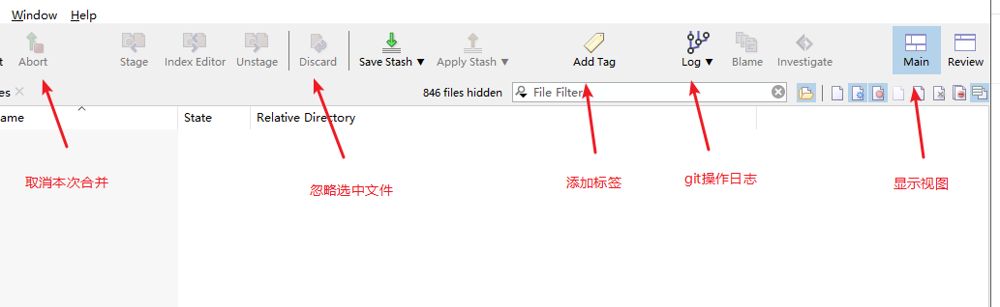 Window Help
t Abort Stage Index Editor Unstage Discard Save Stash ▼ Apply Stash ▼ Add Tag Log ▼ Blame Investigate Main Review
es 846 files hidden File Filter
ame State Relative Directory
取消本次合并 忽略选中文件 添加标签 git操作日志 显示视图